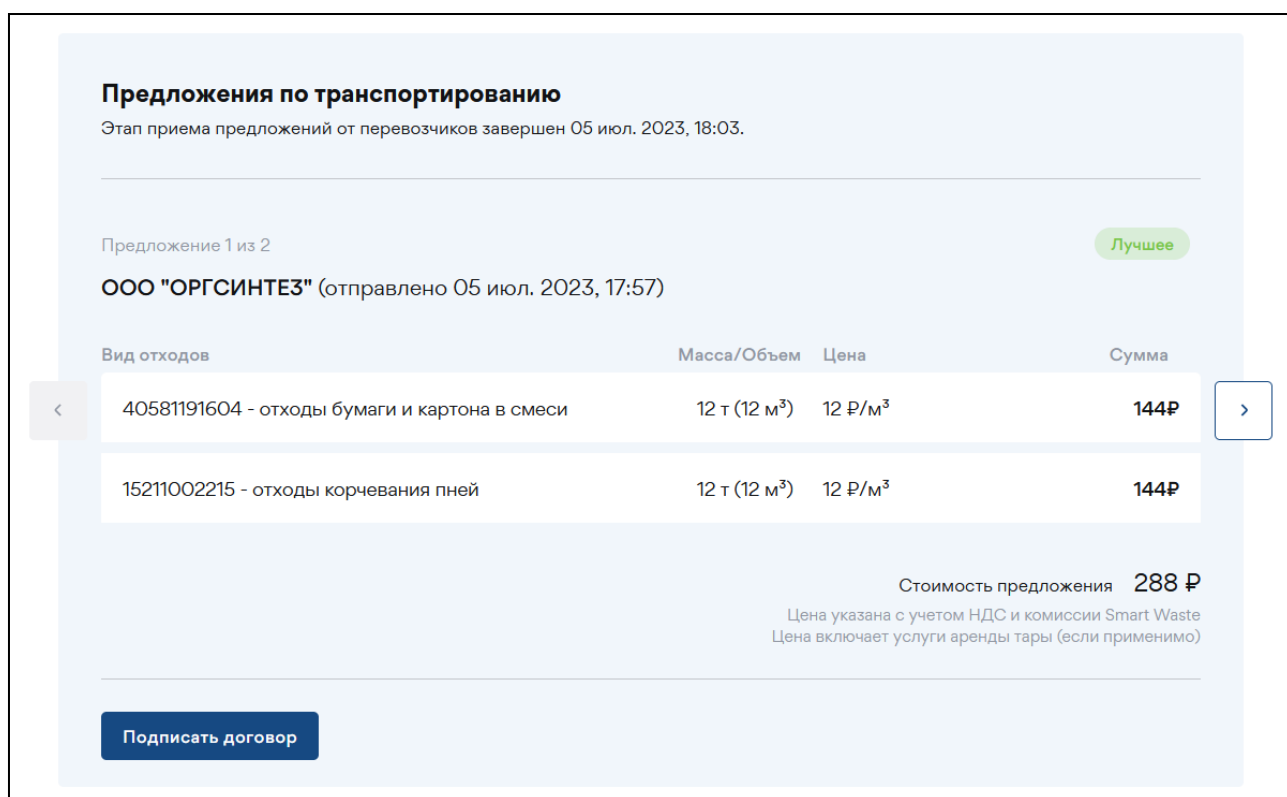 Предложения по транспортированию
Этап приема предложений от перевозчиков завершен 05 июл. 2023, 18:03.
Предложение 1 из 2
Лучшее
ООО "ОРГСИНТЕЗ" (отправлено 05 июл. 2023, 17:57)
Вид отходов Масса/Объем Цена Сумма
40581191604 - отходы бумаги и картона в смеси 12 т (12 м³) 12 ₽/м³ 144₽
15211002215 - отходы корчевания пней 12 т (12 м³) 12 ₽/м³ 144₽
Стоимость предложения 288 ₽
Цена указана с учетом НДС и комиссии Smart Waste
Цена включает услуги аренды тары (если применимо)
Подписать договор